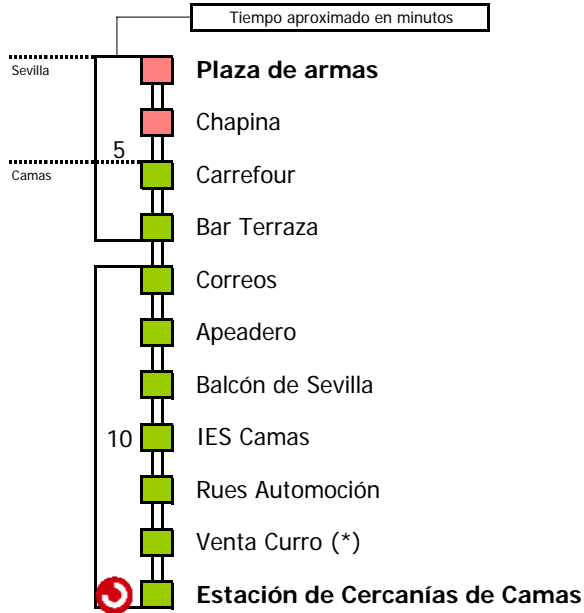 Tiempo aproximado en minutos
Sevilla
Plaza de armas
Chapina
5
Camas
Carrefour
Bar Terraza
Correos
Apeadero
Balcón de Sevilla
10
IES Camas
Rues Automoción
Venta Curro (*)
Estación de Cercanías de Camas